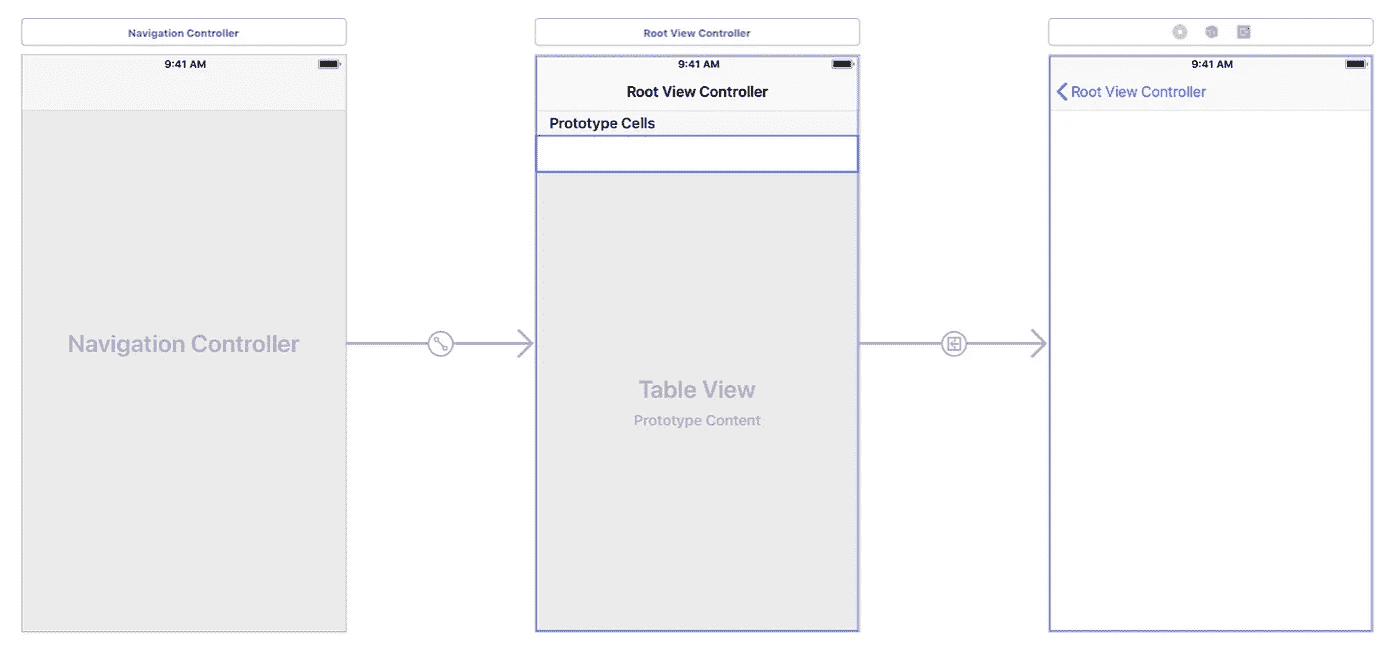 Navigation Controller
9:41 AM
Navigation Controller
Root View Controller
9:41 AM
Root View Controller
Prototype Cells
Table View
Prototype Content
9:41 AM
Root View Controller